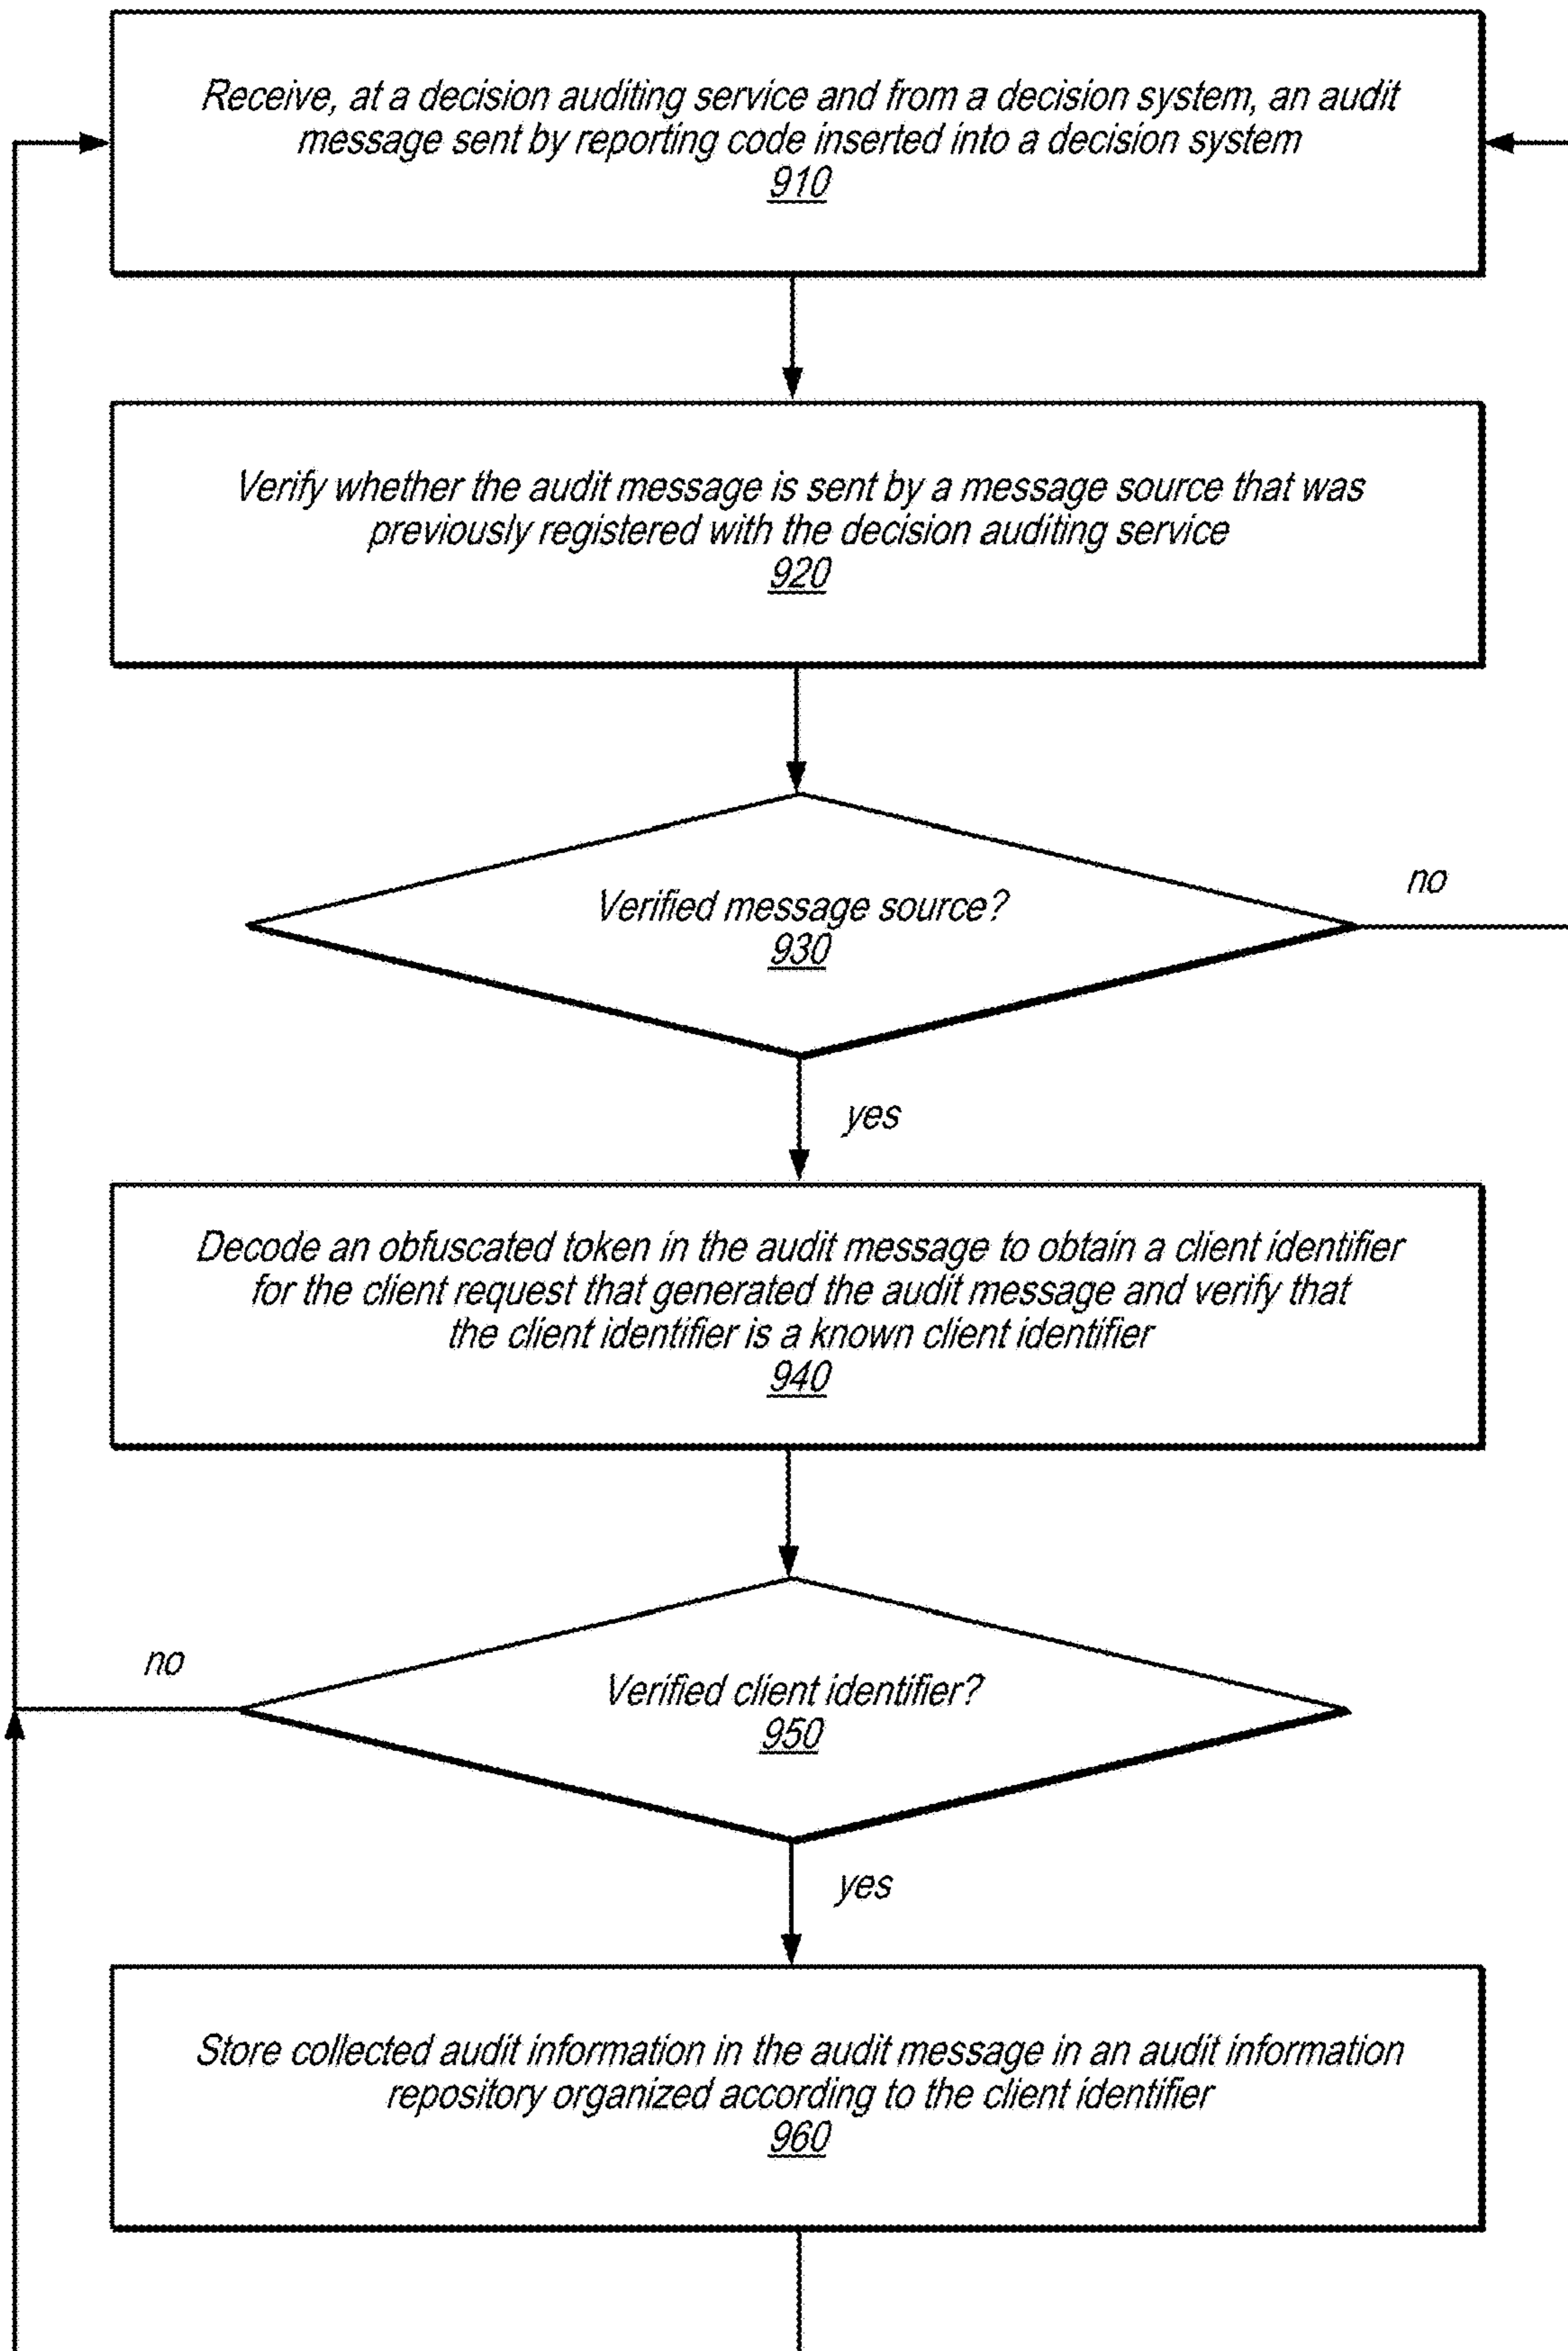 Receive, at a decision auditing service and from a decision system, an audit
message sent by reporting code inserted into a decision system
910
Verify whether the audit message is sent by a message source that was
previously registered with the decision auditing service
920
Verified message source?
930
no
yes
Decode an obfuscated token in the audit message to obtain a client identifier
for the client request that generated the audit message and verify that
the client identifier is a known client identifier
940
no
Verified client identifier?
950
yes
Store collected audit information in the audit message in an audit information
repository organized according to the client identifier
960